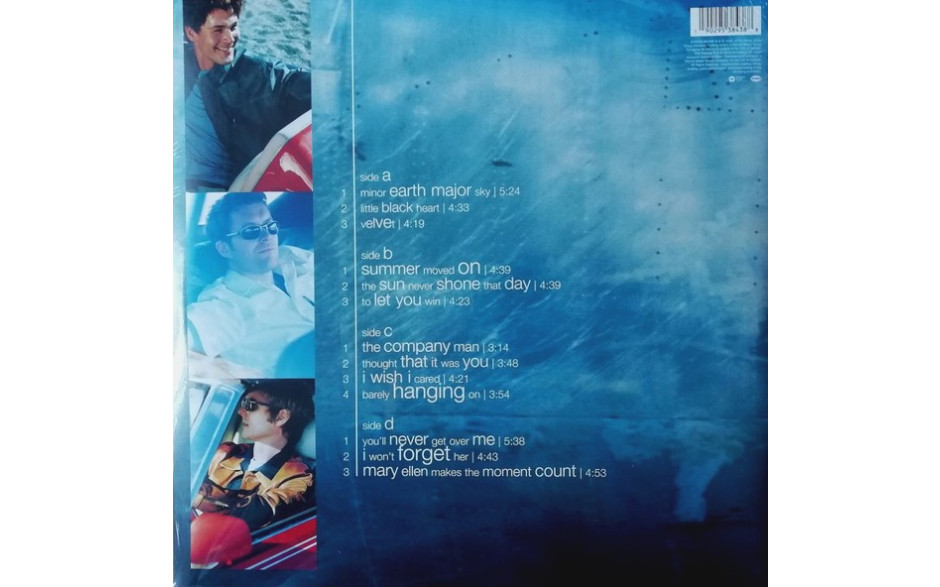 side a
1 minor earth major sky | 5:24
2 little black heart | 4:33
3 velvet | 4:19
side b
1 summer moved on | 4:39
2 the sun never shone that day | 4:39
3 to let you win | 4:23
side c
1 the company man | 3:14
2 thought that it was you | 3:48
3 i wish i cared | 4:21
4 barely hanging on | 3:54
side d
1 you'll never get over me | 5:38
2 i won't forget her | 4:43
3 mary ellen makes the moment count | 4:53